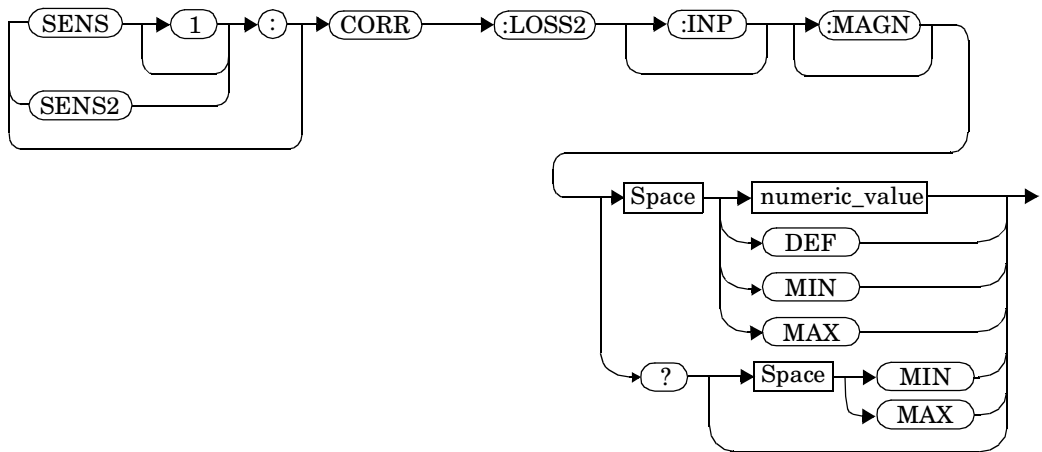 SENS 1 : CORR :LOSS2 :INP :MAGN
SENS2
Space numeric_value
DEF
MIN
MAX
? Space MIN
MAX